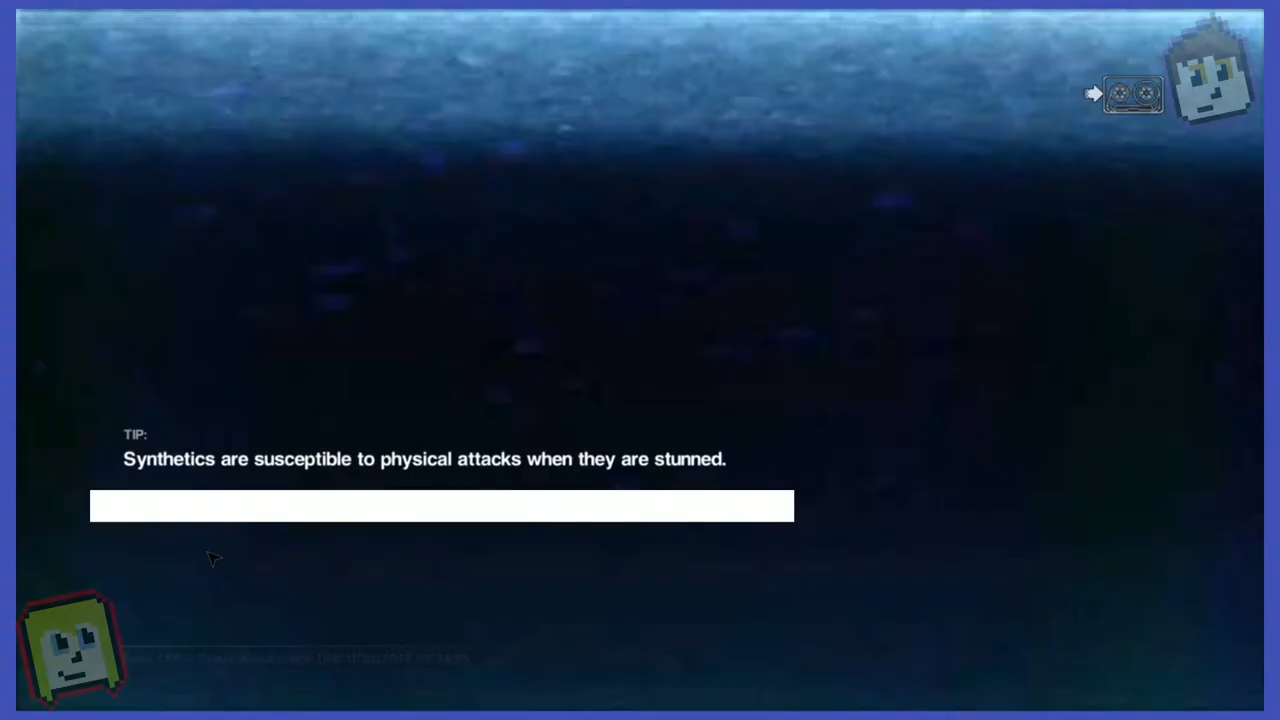 TIP:
Synthetics are susceptible to physical attacks when they are stunned.